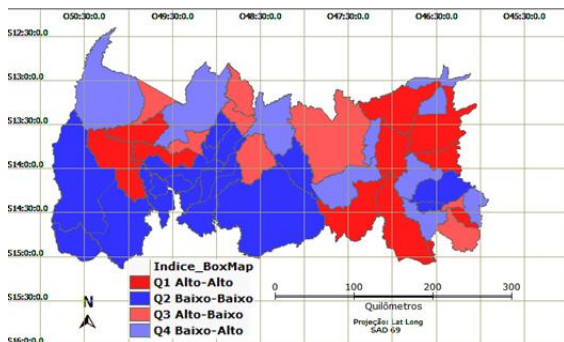 O50:30:0.0 O49:30:0.0 O48:30:0.0 O47:30:0.0 O46:30:0.0 O45:30:0.0
S12:30:0.0
S13:0:0.0
S13:30:0.0
S14:0:0.0
S14:30:0.0
S15:0:0.0
S15:30:0.0
S16:0:0.0
Indice_BoxMap
Q1 Alto-Alto
Q2 Baixo-Baixo
Q3 Alto-Baixo
Q4 Baixo-Alto
N
0 100 200 300
Quilômetros
Projeção: Lat Long
SAD 69